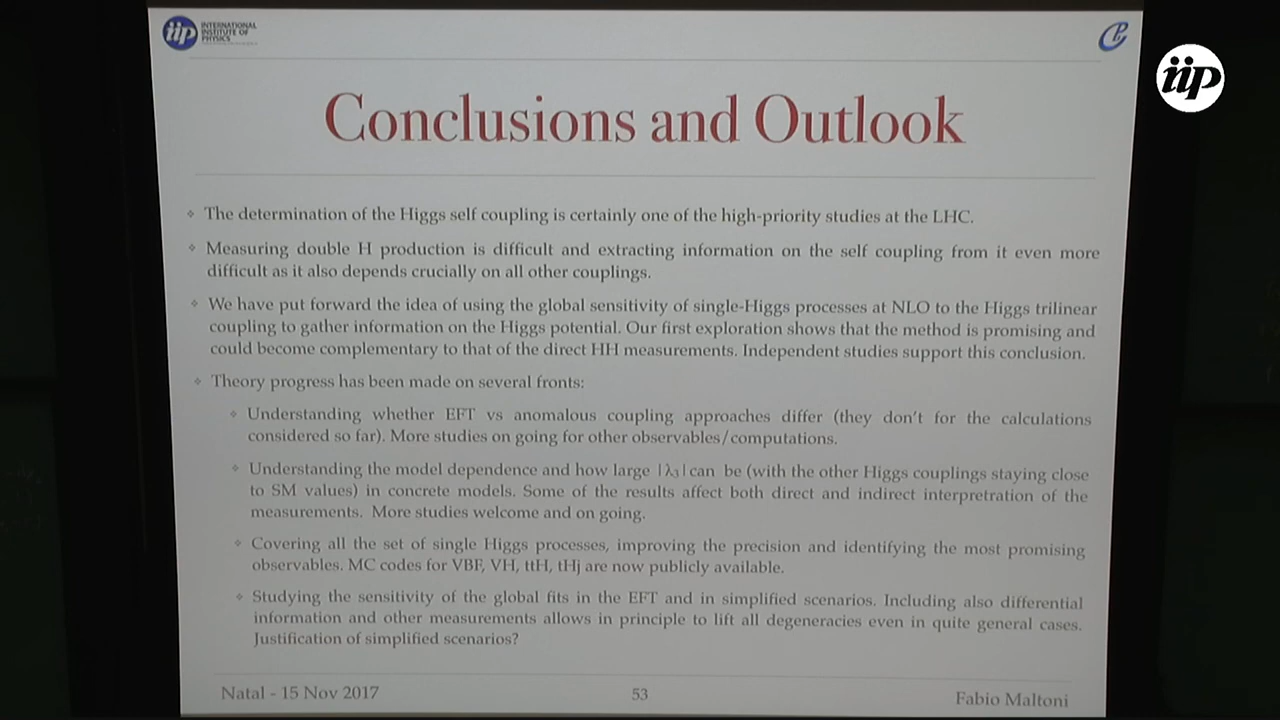 iip INTERNATIONAL
INSTITUTE OF
PHYSICS
iip
Conclusions and Outlook
The determination of the Higgs self coupling is certainly one of the high-priority studies at the LHC.
Measuring double H production is difficult and extracting information on the self coupling from it even more
difficult as it also depends crucially on all other couplings.
We have put forward the idea of using the global sensitivity of single-Higgs processes at NLO to the Higgs trilinear
coupling to gather information on the Higgs potential. Our first exploration shows that the method is promising and
could become complementary to that of the direct HH measurements. Independent studies support this conclusion.
Theory progress has been made on several fronts:
Understanding whether EFT vs anomalous coupling approaches differ (they don't for the calculations
considered so far). More studies on going for other observables/computations.
Understanding the model dependence and how large |λ3| can be (with the other Higgs couplings staying close
to SM values) in concrete models. Some of the results affect both direct and indirect interpretration of the
measurements. More studies welcome and on going.
Covering all the set of single Higgs processes, improving the precision and identifying the most promising
observables. MC codes for VBF, VH, ttH, tHj are now publicly available.
Studying the sensitivity of the global fits in the EFT and in simplified scenarios. Including also differential
information and other measurements allows in principle to lift all degeneracies even in quite general cases.
Justification of simplified scenarios?
Natal - 15 Nov 2017
53
Fabio Maltoni